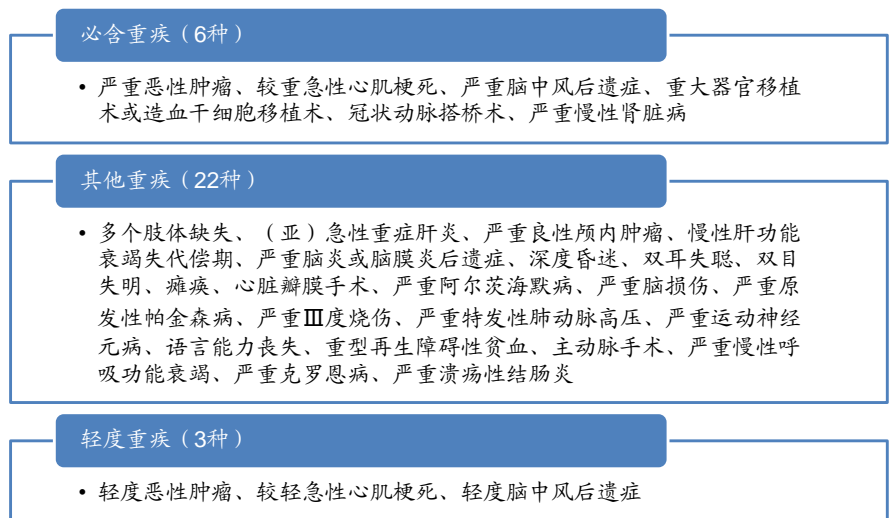 必含重疾（6种）
• 严重恶性肿瘤、较重急性心肌梗死、严重脑中风后遗症、重大器官移植
术或造血干细胞移植术、冠状动脉搭桥术、严重慢性肾脏病
其他重疾（22种）
• 多个肢体缺失、（亚）急性重症肝炎、严重良性颅内肿瘤、慢性肝功能
衰竭失代偿期、严重脑炎或脑膜炎后遗症、深度昏迷、双耳失聪、双目
失明、瘫痪、心脏瓣膜手术、严重阿尔茨海默病、严重脑损伤、严重原
发性帕金森病、严重Ⅲ度烧伤、严重特发性肺动脉高压、严重运动神经
元病、语言能力丧失、重型再生障碍性贫血、主动脉手术、严重慢性呼
吸功能衰竭、严重克罗恩病、严重溃疡性结肠炎
轻度重疾（3种）
• 轻度恶性肿瘤、较轻急性心肌梗死、轻度脑中风后遗症